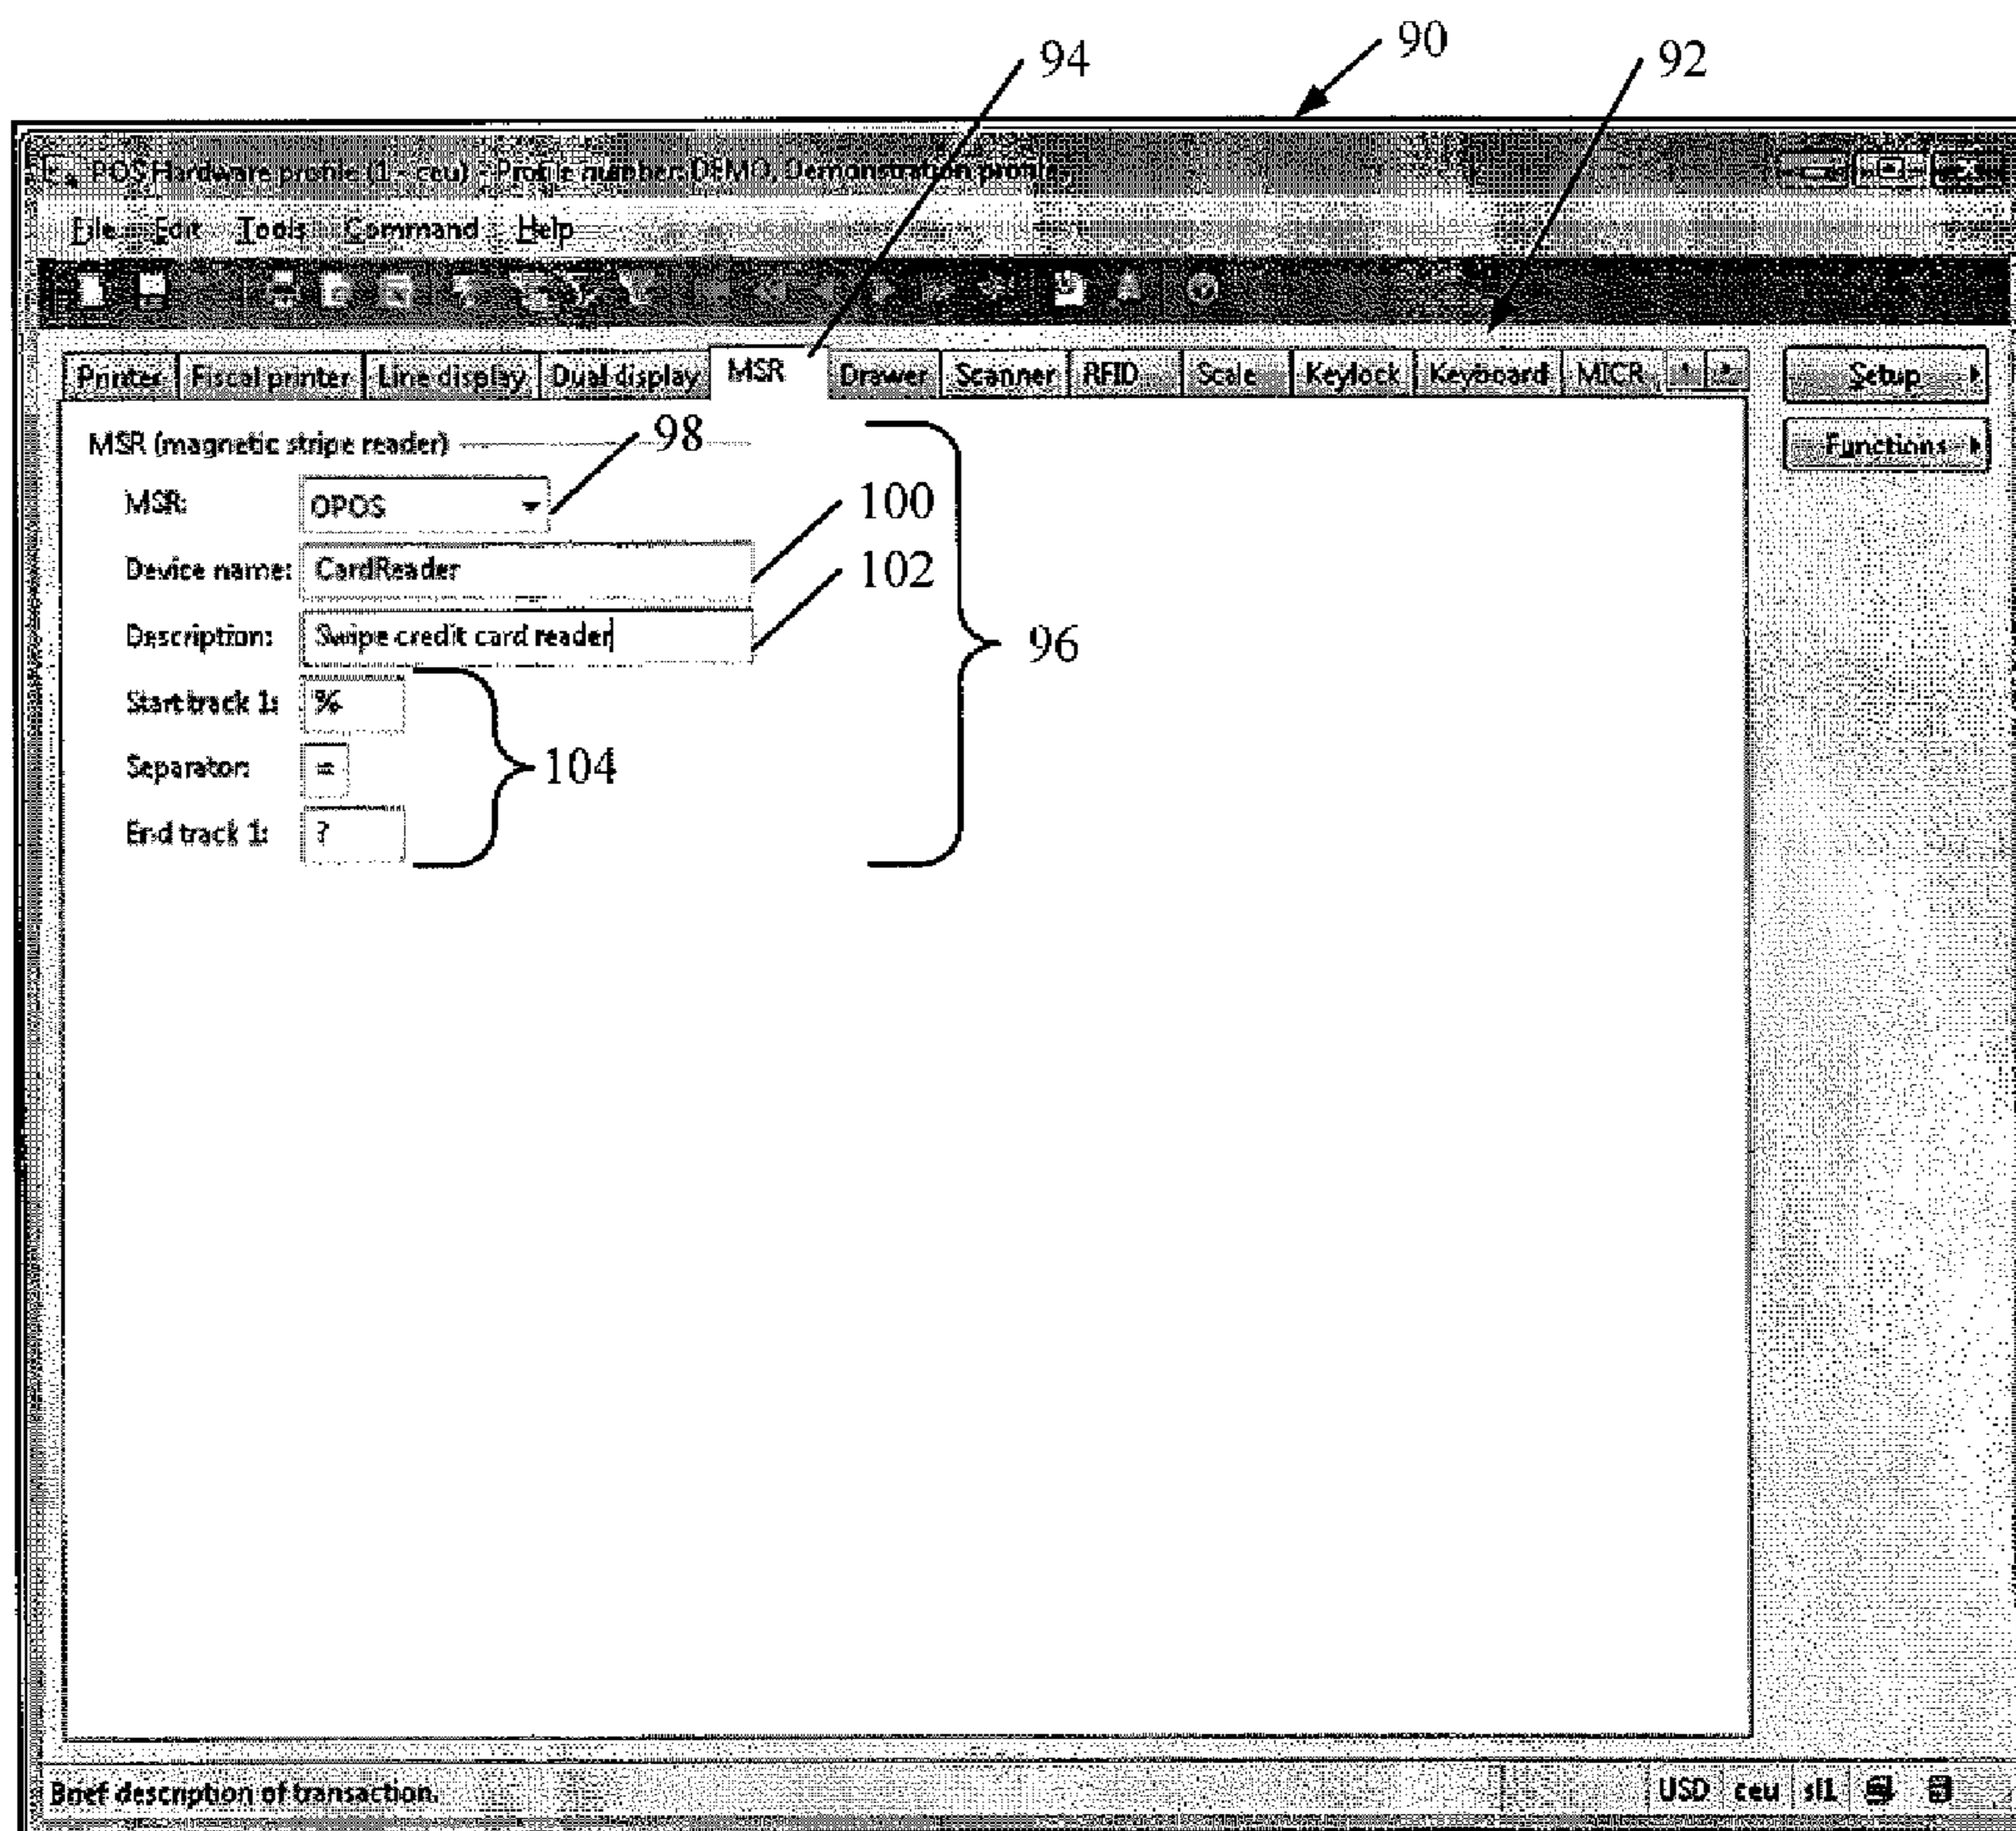 94 90 92
POS Hardware profile (1 - ceu) - Profile number: DEMO, Demonstration profile
File Edit Tools Command Help
Printer Fiscal printer Line display Dual display MSR Drawer Scanner RFID Scale Keylock Keyboard MICR Setup
MSR (magnetic stripe reader) 98 Functions
MSR: OPOS 100
Device name: CardReader 102
Description: Swipe credit card reader 96
Start track 1: %
Separator: = 104
End track 1: ?
Brief description of transaction. USD ceu sl1